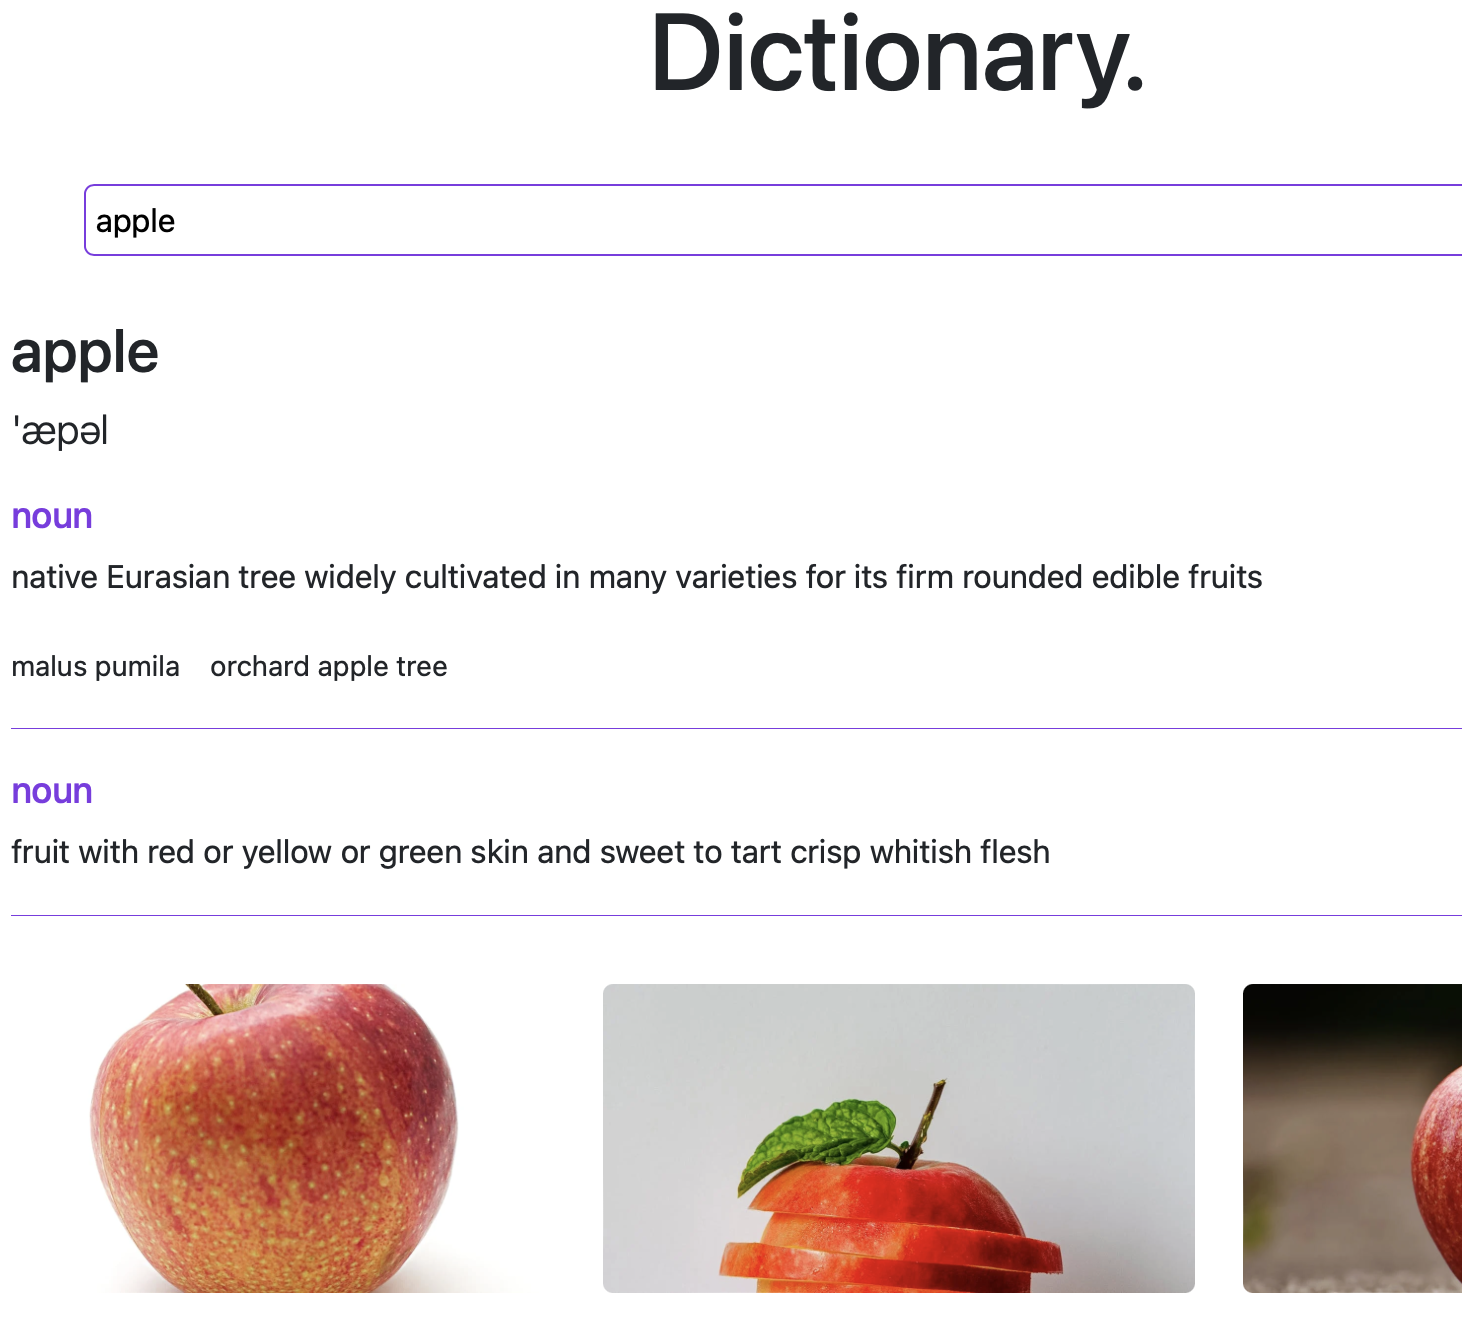 Dictionary.
apple
apple
ˈæpəl
noun
native Eurasian tree widely cultivated in many varieties for its firm rounded edible fruits
malus pumila orchard apple tree
noun
fruit with red or yellow or green skin and sweet to tart crisp whitish flesh